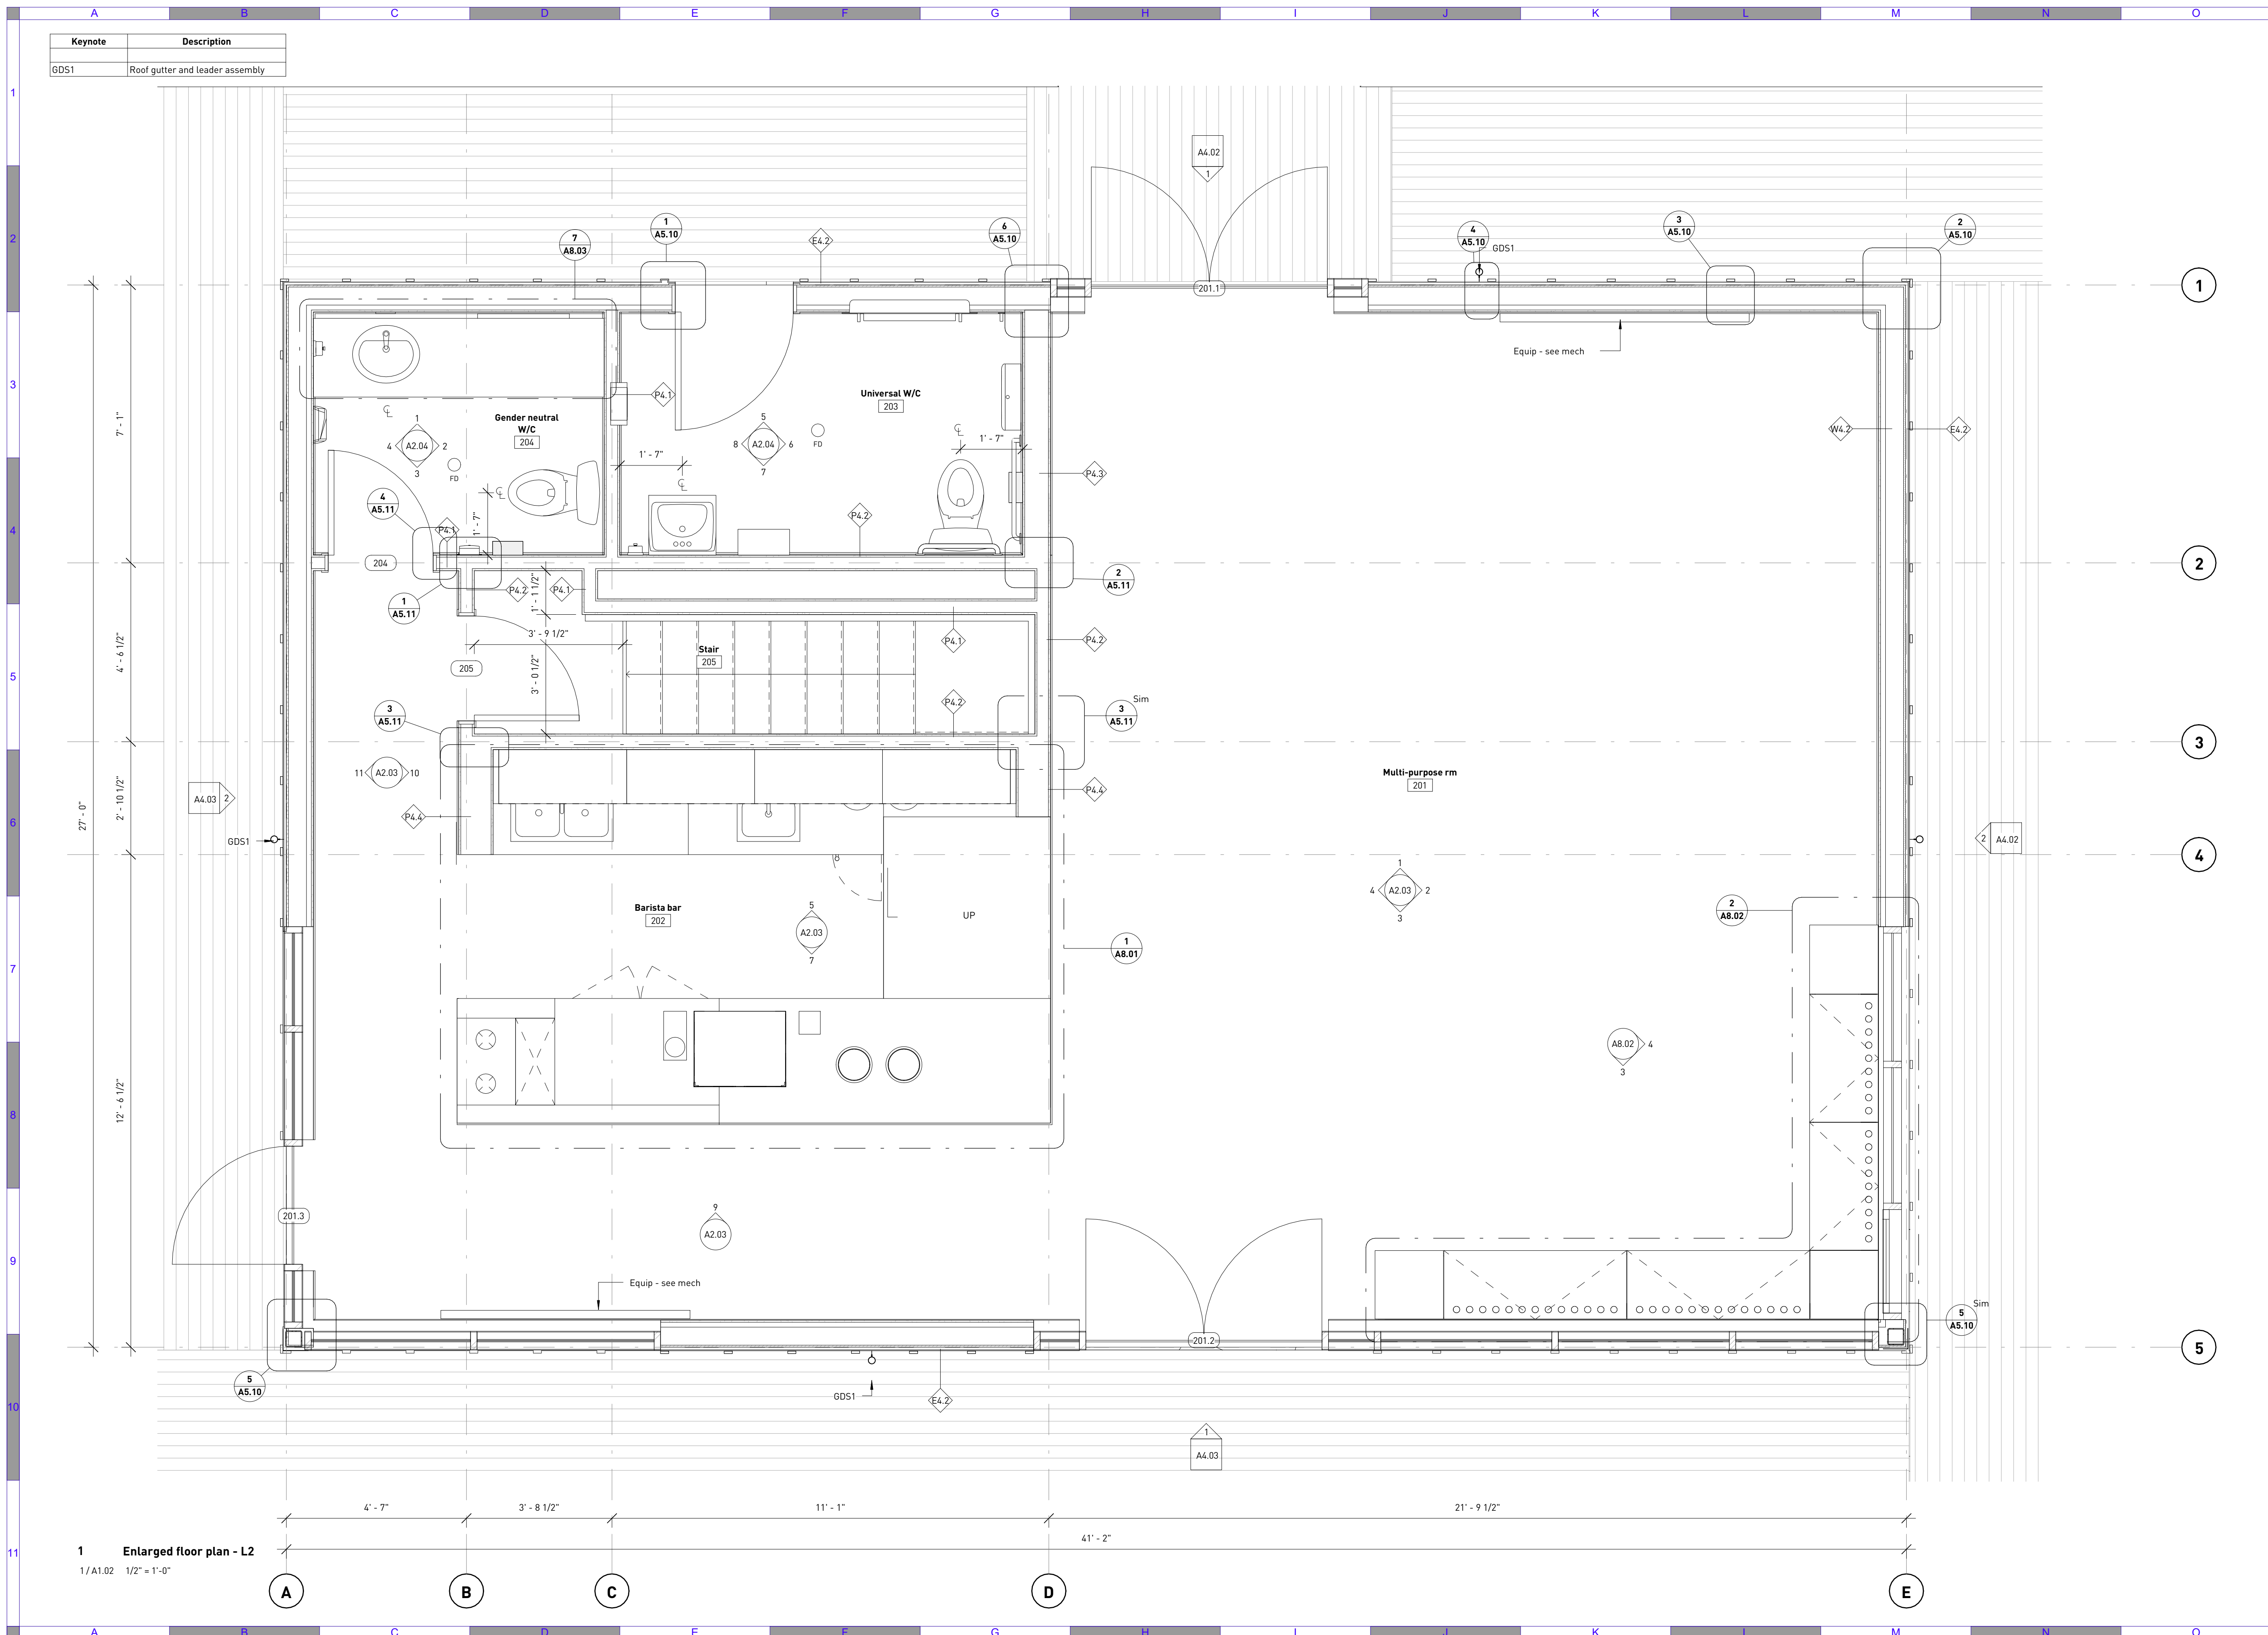 A B C D E F G H I J K L M N O
Keynote Description
GDS1 Roof gutter and leader assembly
1
A4.02
1
2
1
A5.10
6
A5.10
7
A8.03
E4.2
4
A5.10
GDS1
3
A5.10
2
A5.10
201.1
1
Equip - see mech
3
7' - 1"
P4.1
Universal W/C
203
Gender neutral
W/C
204
1
4 A2.04 2
3
FD
5
8 A2.04 6
7
FD
1' - 7"
1' - 7"
W4.2
E4.2
P4.3
4
4
A5.11
P4.1
1' - 7"
P4.2
204
2
1
A5.11
P4.2
P4.1
1' - 1 1/2"
2
A5.11
4' - 6 1/2"
3' - 9 1/2"
P4.1
P4.2
5
Stair
205
205
3' - 0 1/2"
P4.2
3
A5.11
3
A5.11
Sim
3
27' - 0"
2' - 10 1/2"
11 A2.03 10
Multi-purpose rm
201
A4.03 2
P4.4
P4.4
6
GDS1
2 A4.02
4
1
4 A2.03 2
3
Barista bar
202
5
A2.03
7
UP
2
A8.02
1
A8.01
7
A8.02 4
3
12' - 6 1/2"
8
201.3
9
A2.03
9
Equip - see mech
5
A5.10
Sim
201.2
5
5
A5.10
GDS1
E4.2
10
1
A4.03
4' - 7" 3' - 8 1/2" 11' - 1" 21' - 9 1/2"
41' - 2"
11
1 Enlarged floor plan - L2
1 / A1.02 1/2" = 1'-0"
A B C D E
A B C D E F G H I J K L M N O